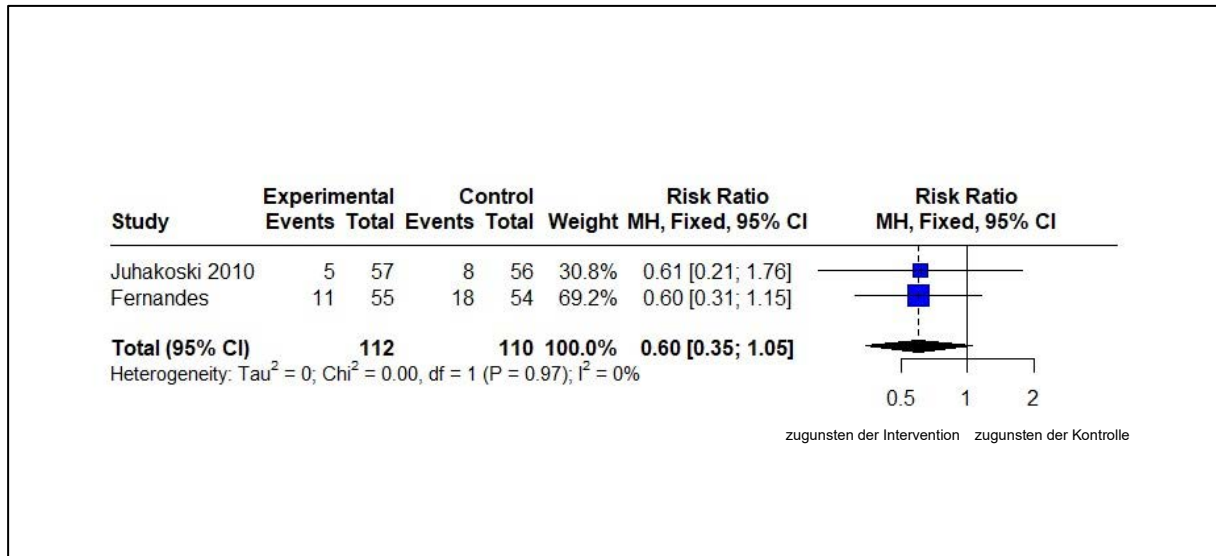 Experimental Control Risk Ratio Risk Ratio
Study Events Total Events Total Weight MH, Fixed, 95% CI MH, Fixed, 95% CI
Juhakoski 2010 5 57 8 56 30.8% 0.61 [0.21; 1.76]
Fernandes 11 55 18 54 69.2% 0.60 [0.31; 1.15]
Total (95% CI) 112 110 100.0% 0.60 [0.35; 1.05]
Heterogeneity: Tau² = 0; Chi² = 0.00, df = 1 (P = 0.97); I² = 0%
0.5 1 2
zugunsten der Intervention zugunsten der Kontrolle